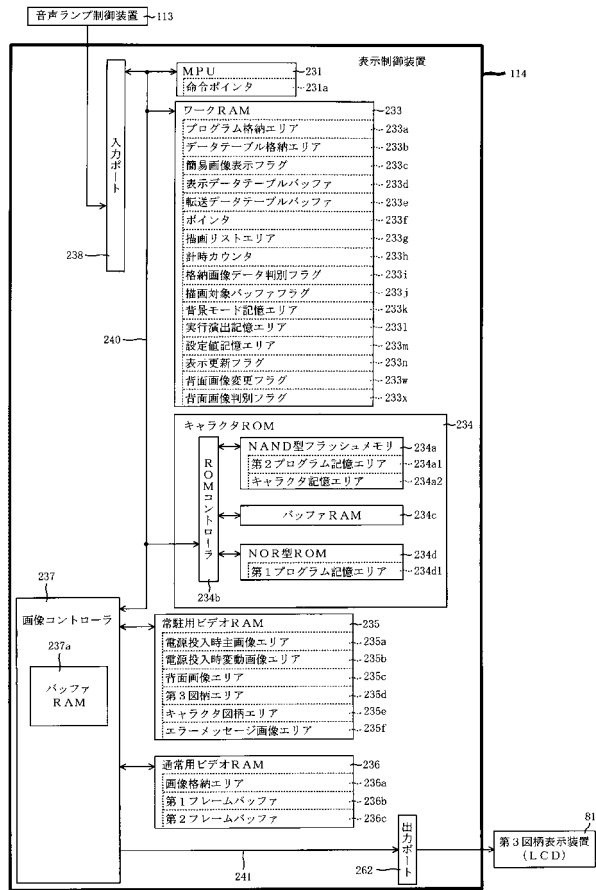 音声ランプ制御装置 113
表示制御装置
114
入力ポート
238
MPU 231
命令ポインタ 231a
ワークRAM 233
プログラム格納エリア 233a
データテーブル格納エリア 233b
簡易画像表示フラグ 233c
表示データテーブルバッファ 233d
転送データテーブルバッファ 233e
ポインタ 233f
描画リストエリア 233g
計時カウンタ 233h
格納画像データ判別フラグ 233i
描画対象バッファフラグ 233j
背景モード記憶エリア 233k
実行演出記憶エリア 233l
設定値記憶エリア 233m
表示更新フラグ 233n
背面画像変更フラグ 233w
背面画像判別フラグ 233x
240
キャラクタROM 234
ROMコントローラ
234b
NAND型フラッシュメモリ 234a
第2プログラム記憶エリア 234a1
キャラクタ記憶エリア 234a2
バッファRAM 234c
NOR型ROM 234d
第1プログラム記憶エリア 234d1
237
画像コントローラ
237a
バッファ
RAM
常駐用ビデオRAM 235
電源投入時主画像エリア 235a
電源投入時変動画像エリア 235b
背面画像エリア 235c
第3図柄エリア 235d
キャラクタ図柄エリア 235e
エラーメッセージ画像エリア 235f
通常用ビデオRAM 236
画像格納エリア 236a
第1フレームバッファ 236b
第2フレームバッファ 236c
241
出力ポート
262
81
第3図柄表示装置
(LCD)